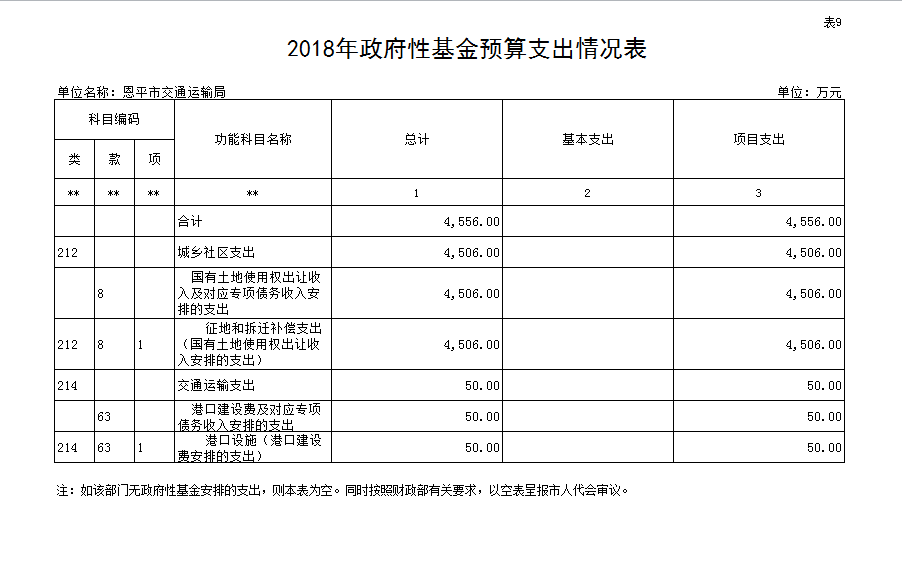 表9
2018年政府性基金预算支出情况表
单位名称：恩平市交通运输局 单位：万元
科目编码 功能科目名称 总计 基本支出 项目支出
类 款 项
** ** ** ** 1 2 3
合计 4,556.00 4,556.00
212 城乡社区支出 4,506.00 4,506.00
国有土地使用权出让收
8 入及对应专项债务收入安 4,506.00 4,506.00
排的支出
征地和拆迁补偿支出
212 8 1 （国有土地使用权出让收 4,506.00 4,506.00
入安排的支出）
214 交通运输支出 50.00 50.00
63 港口建设费及对应专项 50.00 50.00
债务收入安排的支出
214 63 1 港口设施（港口建设 50.00 50.00
费安排的支出）
注：如该部门无政府性基金安排的支出，则本表为空。同时按照财政部有关要求，以空表呈报市人代会审议。